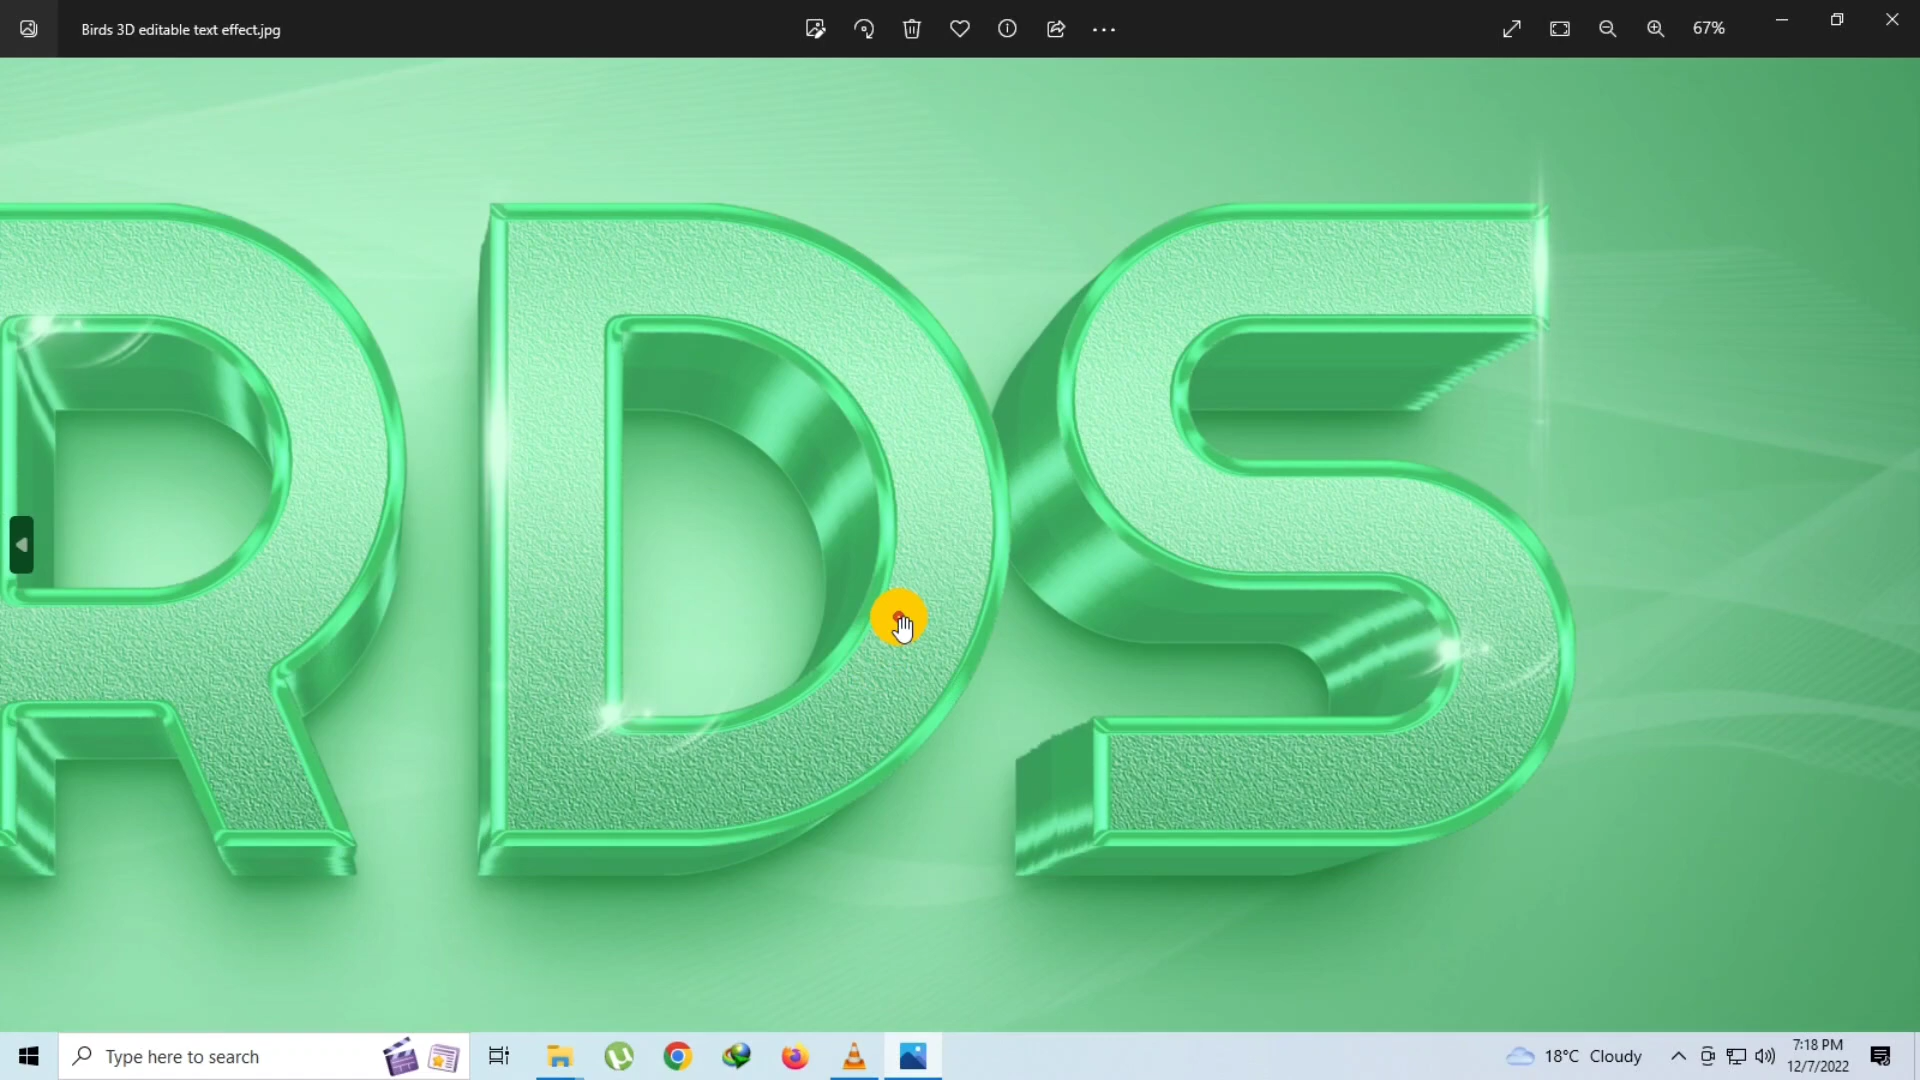 Birds 3D editable text effect.jpg
67%
RDS
Type here to search
18°C Cloudy
7:18 PM
12/7/2022